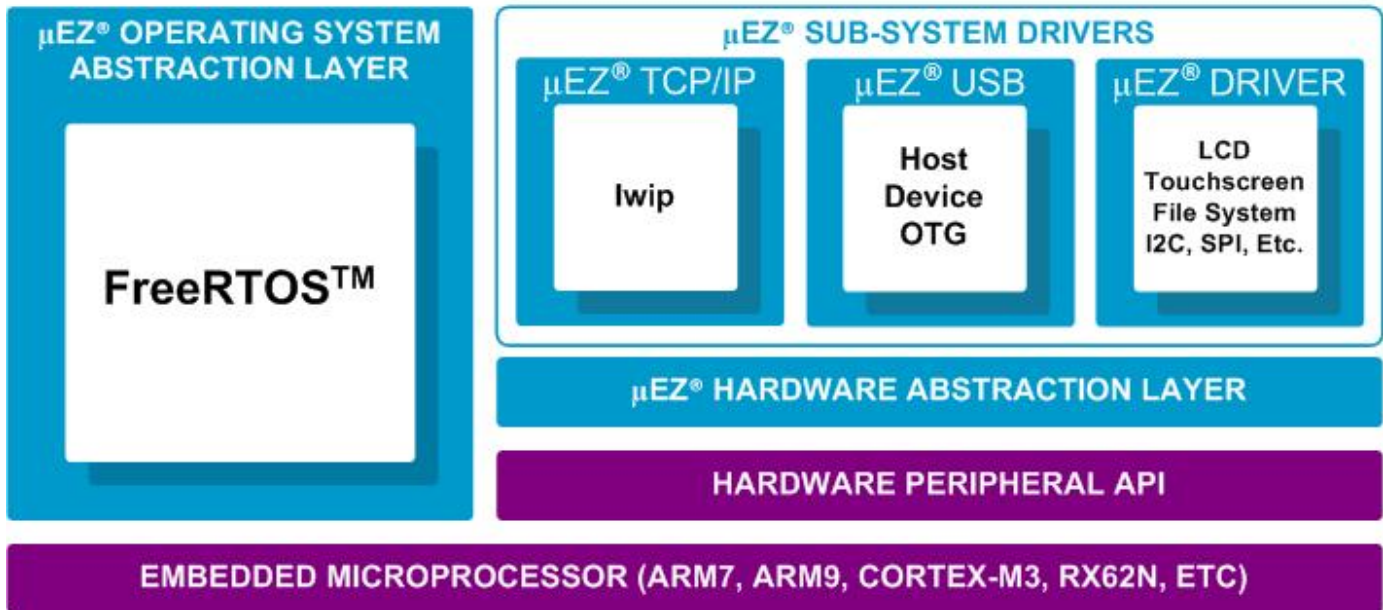 μEZ® OPERATING SYSTEM
ABSTRACTION LAYER
FreeRTOS™
μEZ® SUB-SYSTEM DRIVERS
μEZ® TCP/IP
lwip
μEZ® USB
Host
Device
OTG
μEZ® DRIVER
LCD
Touchscreen
File System
I2C, SPI, Etc.
μEZ® HARDWARE ABSTRACTION LAYER
HARDWARE PERIPHERAL API
EMBEDDED MICROPROCESSOR (ARM7, ARM9, CORTEX-M3, RX62N, ETC)